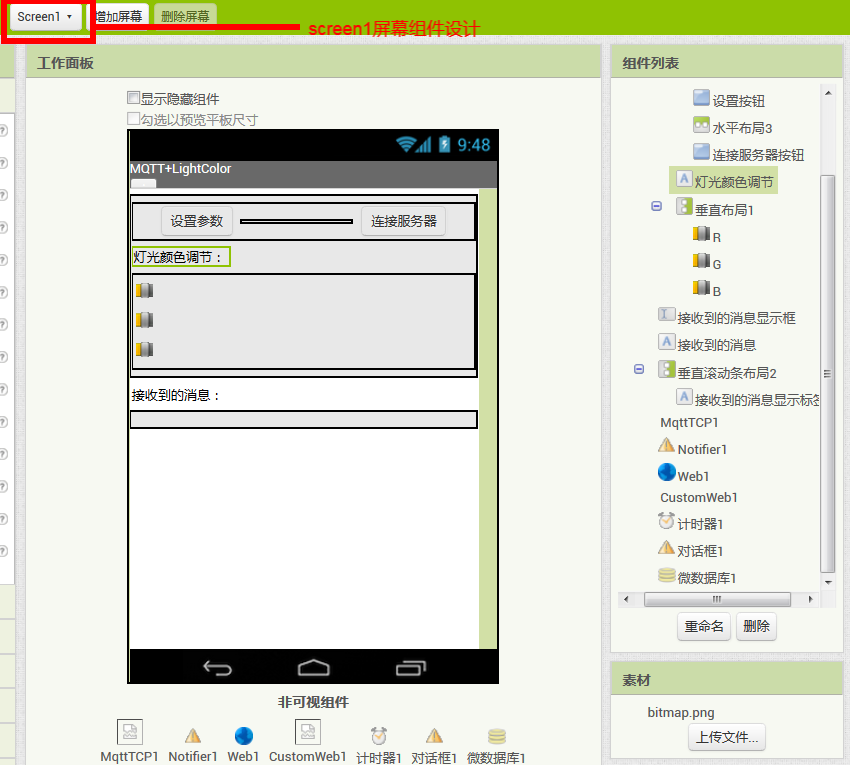 Screen1 增加屏幕 删除屏幕
screen1屏幕组件设计
工作面板
显示隐藏组件
勾选以预览平板尺寸
9:48
MQTT+LightColor
设置参数 连接服务器
灯光颜色调节：
接收到的消息：
非可视组件
MqttTCP1 Notifier1 Web1 CustomWeb1 计时器1 对话框1 微数据库1
组件列表
设置按钮
水平布局3
连接服务器按钮
灯光颜色调节
垂直布局1
R
G
B
接收到的消息显示框
接收到的消息
垂直滚动条布局2
接收到的消息显示标签
MqttTCP1
Notifier1
Web1
CustomWeb1
计时器1
对话框1
微数据库1
重命名 删除
素材
bitmap.png
上传文件...
?
?
?
?
?
?
?
?
?
?
?
?
?
?